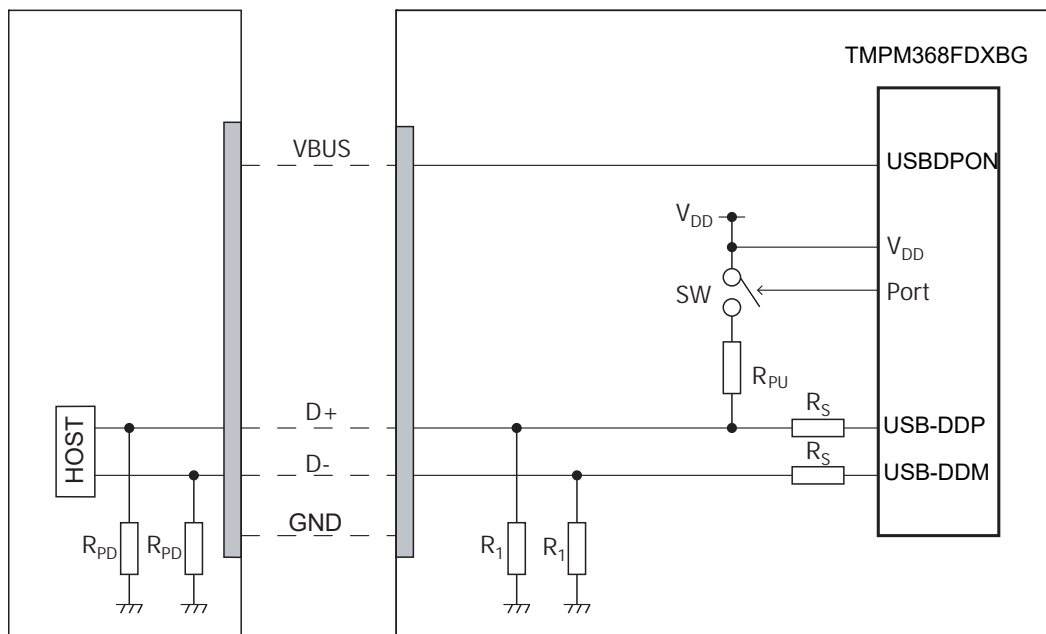 TMPM368FDXBG
VBUS
USBDPON
VDD
VDD
SW
Port
RPU
HOST
D+
RS
USB-DDP
D-
RS
USB-DDM
GND
RPD
RPD
R1
R1